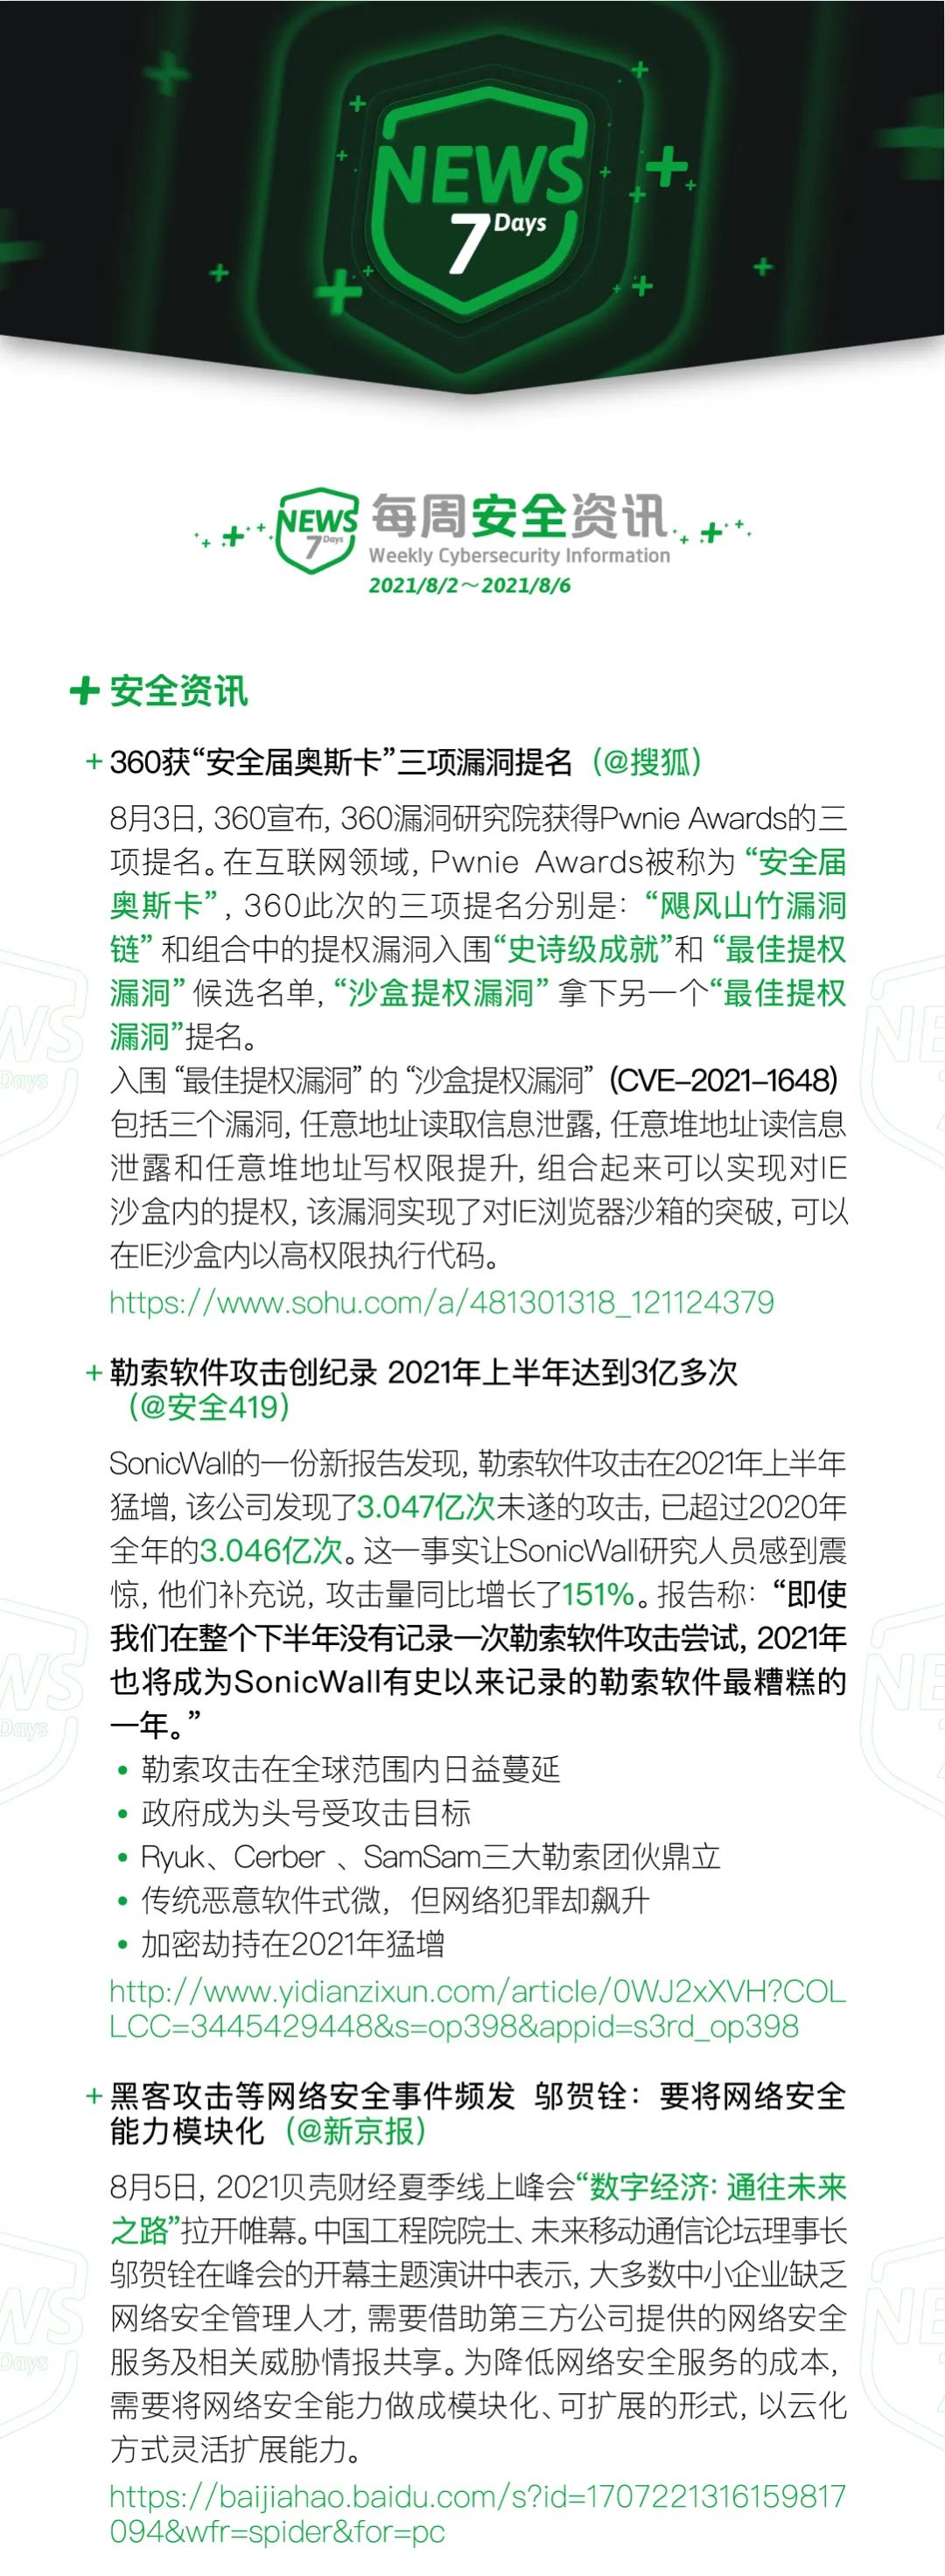 NEWS
7 Days
NEWS
7 Days
每周安全资讯
Weekly Cybersecurity Information
2021/8/2～2021/8/6
安全资讯
360获“安全届奥斯卡”三项漏洞提名（@搜狐）
8月3日, 360宣布, 360漏洞研究院获得Pwnie Awards的三
项提名。在互联网领域, Pwnie Awards被称为 “安全届
奥斯卡”, 360此次的三项提名分别是: “飓风山竹漏洞
链” 和组合中的提权漏洞入围“史诗级成就”和 “最佳提权
漏洞” 候选名单, “沙盒提权漏洞” 拿下另一个“最佳提权
漏洞”提名。
入围 “最佳提权漏洞” 的 “沙盒提权漏洞”（CVE-2021-1648）
包括三个漏洞, 任意地址读取信息泄露, 任意堆地址读信息
泄露和任意堆地址写权限提升, 组合起来可以实现对IE
沙盒内的提权, 该漏洞实现了对IE浏览器沙箱的突破, 可以
在IE沙盒内以高权限执行代码。
https://www.sohu.com/a/481301318_121124379
勒索软件攻击创纪录 2021年上半年达到3亿多次
（@安全419）
SonicWall的一份新报告发现, 勒索软件攻击在2021年上半年
猛增, 该公司发现了3.047亿次未遂的攻击, 已超过2020年
全年的3.046亿次。这一事实让SonicWall研究人员感到震
惊, 他们补充说, 攻击量同比增长了151%。报告称: “即使
我们在整个下半年没有记录一次勒索软件攻击尝试, 2021年
也将成为SonicWall有史以来记录的勒索软件最糟糕的
一年。”
• 勒索攻击在全球范围内日益蔓延
• 政府成为头号受攻击目标
• Ryuk、Cerber 、SamSam三大勒索团伙鼎立
• 传统恶意软件式微, 但网络犯罪却飙升
• 加密劫持在2021年猛增
http://www.yidianzixun.com/article/0WJ2xXVH?COL
LCC=3445429448&s=op398&appid=s3rd_op398
黑客攻击等网络安全事件频发 邬贺铨: 要将网络安全
能力模块化（@新京报）
8月5日, 2021贝壳财经夏季线上峰会“数字经济: 通往未来
之路”拉开帷幕。中国工程院院士、未来移动通信论坛理事长
邬贺铨在峰会的开幕主题演讲中表示, 大多数中小企业缺乏
网络安全管理人才, 需要借助第三方公司提供的网络安全
服务及相关威胁情报共享。为降低网络安全服务的成本,
需要将网络安全能力做成模块化、可扩展的形式, 以云化
方式灵活扩展能力。
https://baijiahao.baidu.com/s?id=1707221316159817
094&wfr=spider&for=pc